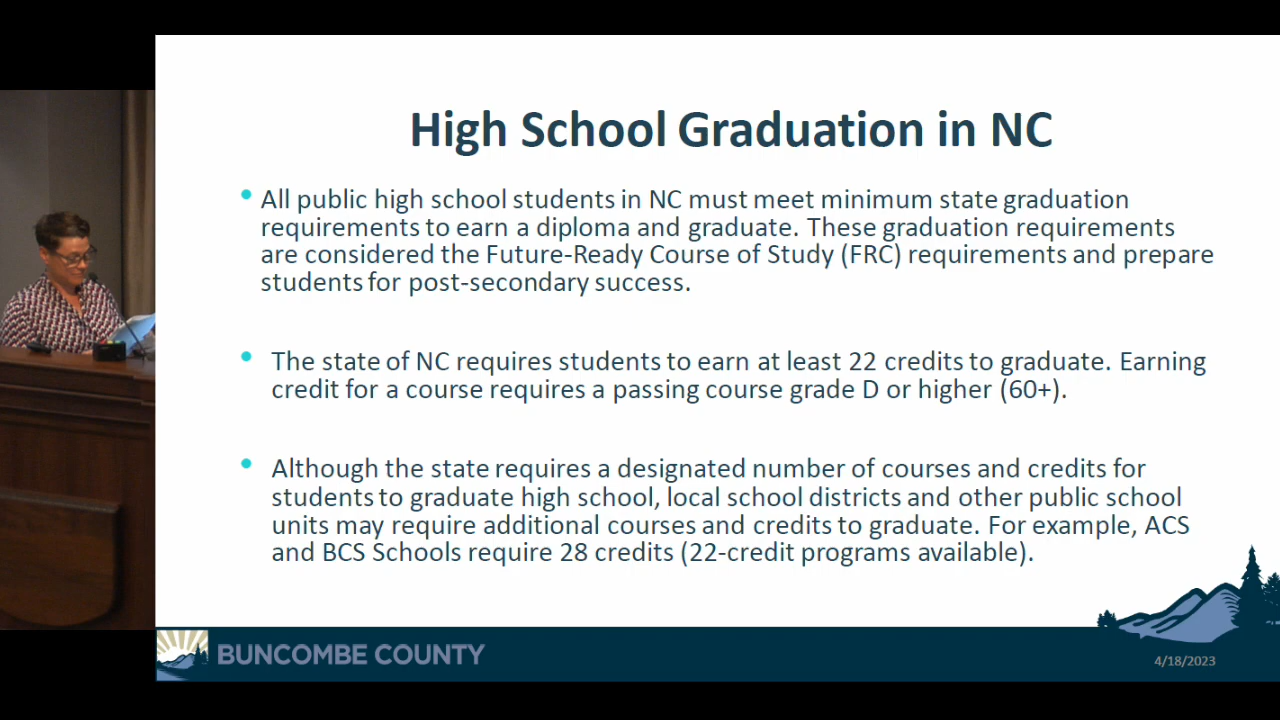 High School Graduation in NC
• All public high school students in NC must meet minimum state graduation
requirements to earn a diploma and graduate. These graduation requirements
are considered the Future-Ready Course of Study (FRC) requirements and prepare
students for post-secondary success.
• The state of NC requires students to earn at least 22 credits to graduate. Earning
credit for a course requires a passing course grade D or higher (60+).
• Although the state requires a designated number of courses and credits for
students to graduate high school, local school districts and other public school
units may require additional courses and credits to graduate. For example, ACS
and BCS Schools require 28 credits (22-credit programs available).
BUNCOMBE COUNTY
4/18/2023